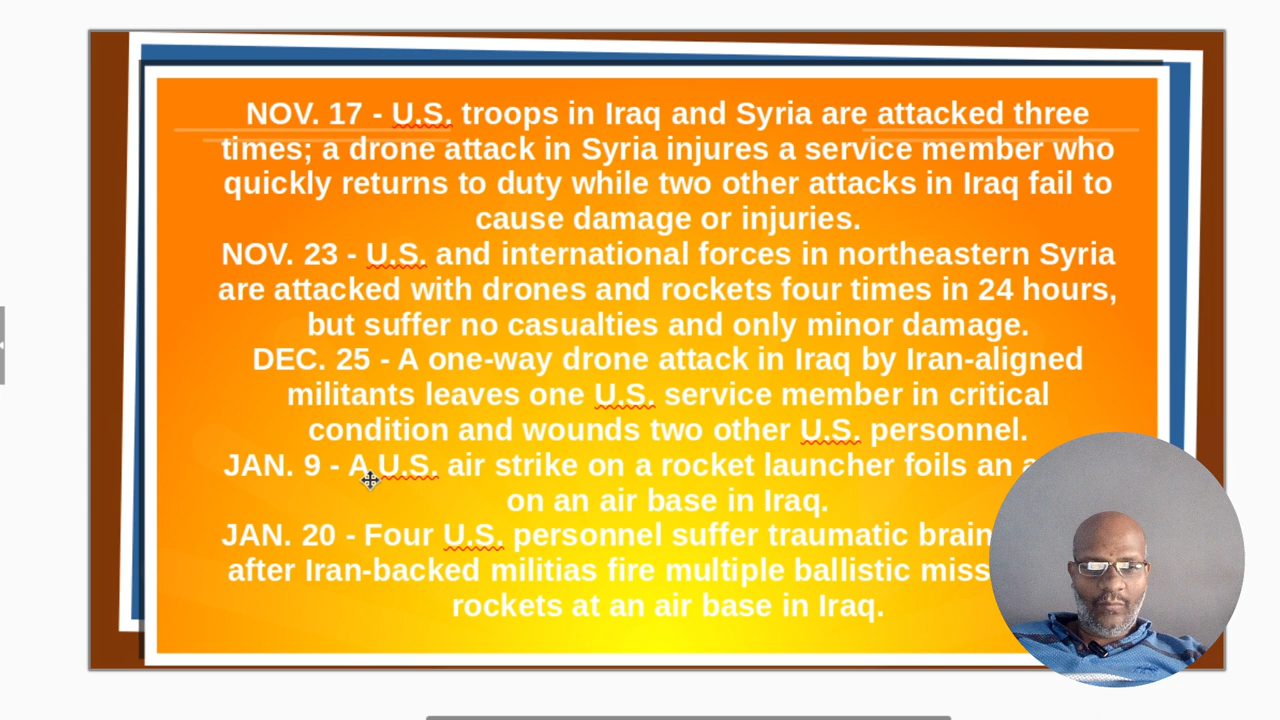 NOV. 17 - U.S. troops in Iraq and Syria are attacked three
times; a drone attack in Syria injures a service member who
quickly returns to duty while two other attacks in Iraq fail to
cause damage or injuries.
NOV. 23 - U.S. and international forces in northeastern Syria
are attacked with drones and rockets four times in 24 hours,
but suffer no casualties and only minor damage.
DEC. 25 - A one-way drone attack in Iraq by Iran-aligned
militants leaves one U.S. service member in critical
condition and wounds two other U.S. personnel.
JAN. 9 - A U.S. air strike on a rocket launcher foils an
on an air base in Iraq.
JAN. 20 - Four U.S. personnel suffer traumatic brain
after Iran-backed militias fire multiple ballistic
rockets at an air base in Iraq.